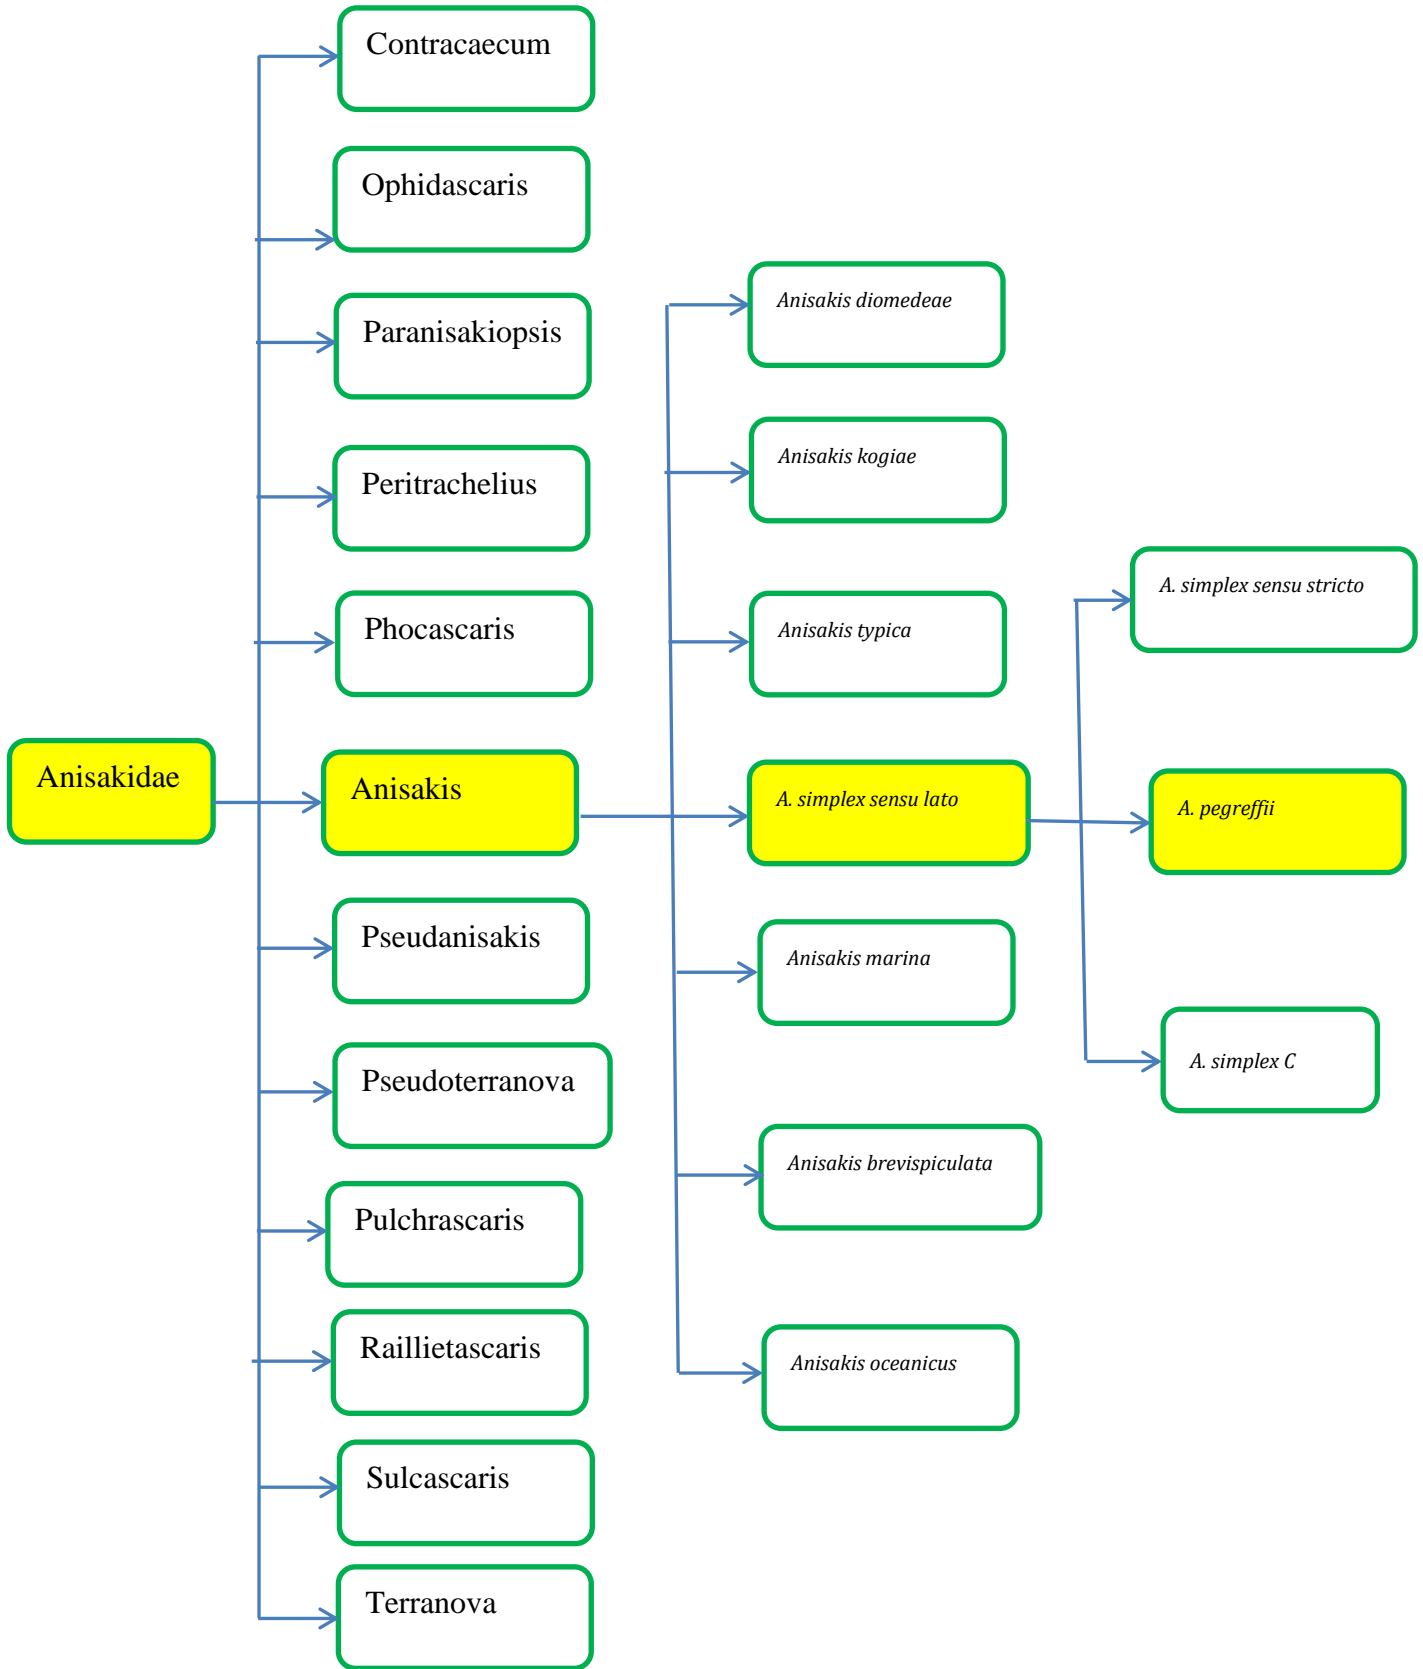 Contracaecum
Ophidascaris
Paranisakiopsis
Peritrachelius
Phocascaris
Anisakidae
Anisakis
Pseudanisakis
Pseudoterranova
Pulchrascaris
Raillietascaris
Sulcascaris
Terranova
Anisakis diomedeae
Anisakis kogiae
Anisakis typica
A. simplex sensu lato
Anisakis marina
Anisakis brevispiculata
Anisakis oceanicus
A. simplex sensu stricto
A. pegreffii
A. simplex C